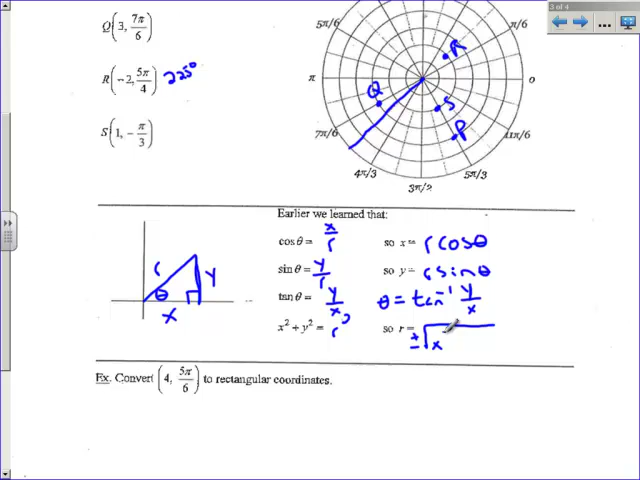 3 of 4
Q(3, 7π/6)
R(-2, 5π/4) 225°
S(1, -π/3)
5π/6
π/6
π
0
7π/6
11π/6
4π/3
3π/2
5π/3
R
Q
S
P
Earlier we learned that:
cos θ = x/r so x = r cos θ
sin θ = y/r so y = r sin θ
tan θ = y/x θ = tan⁻¹ y/x
x² + y² = r² so r = ±√x
r
y
θ
x
Ex. Convert (4, 5π/6) to rectangular coordinates.